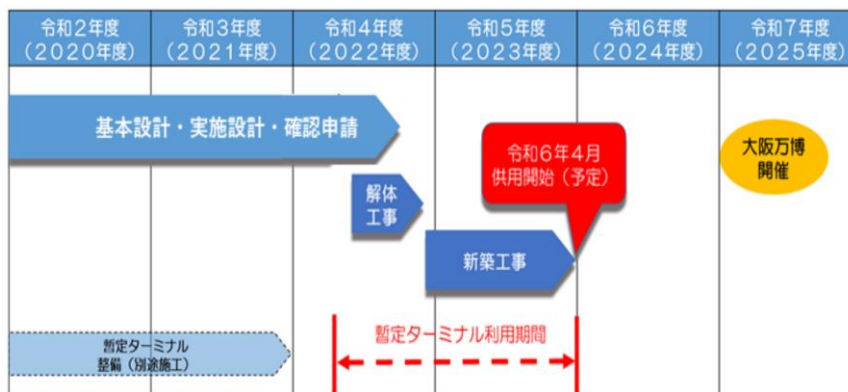 令和2年度
(2020年度)
令和3年度
(2021年度)
令和4年度
(2022年度)
令和5年度
(2023年度)
令和6年度
(2024年度)
令和7年度
(2025年度)
基本設計・実施設計・確認申請
令和6年4月
供用開始(予定)
大阪万博
開催
解体
工事
新築工事
暫定ターミナル
整備(別途施工)
暫定ターミナル利用期間